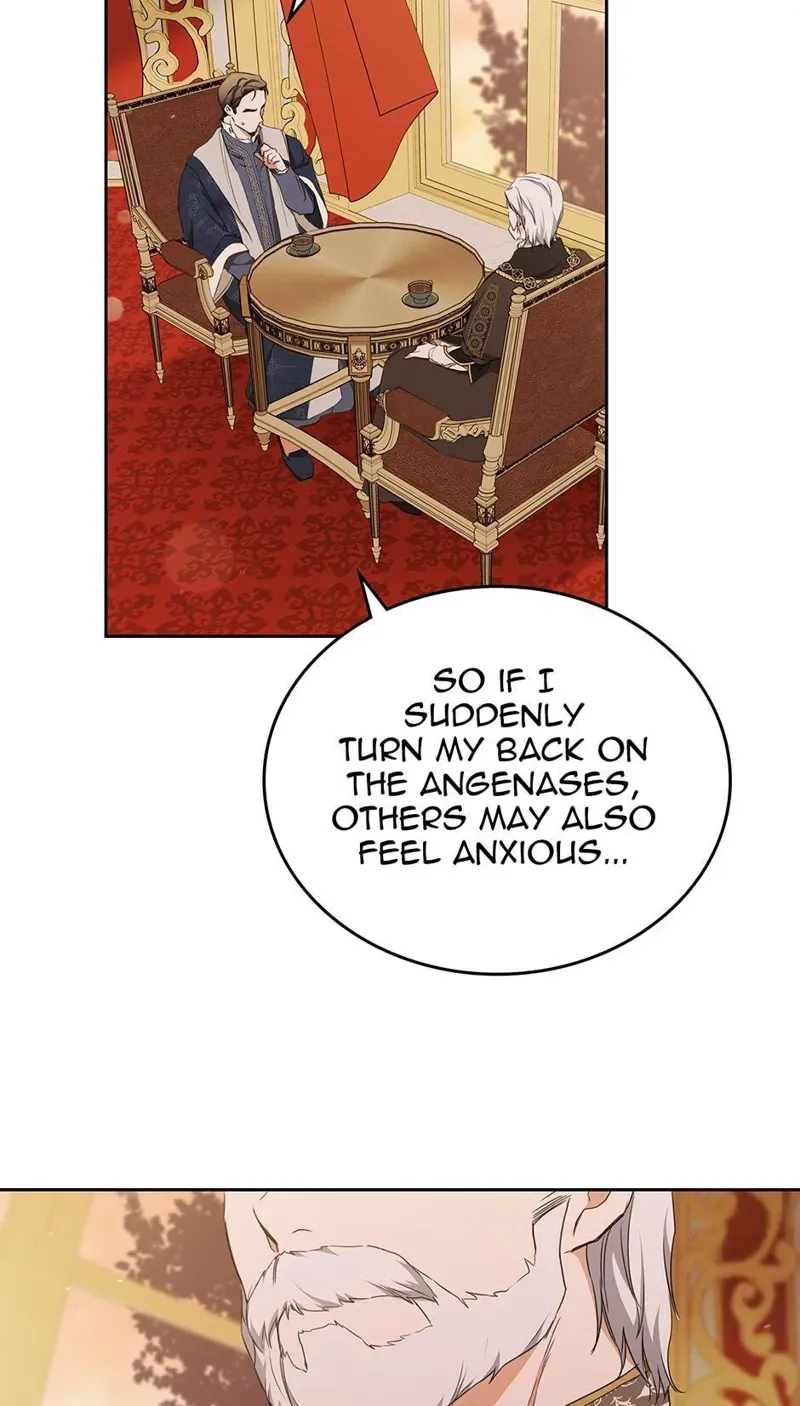 SO IF I
SUDDENLY
TURN MY BACK ON
THE ANGENASES,
OTHERS MAY ALSO
FEEL ANXIOUS...